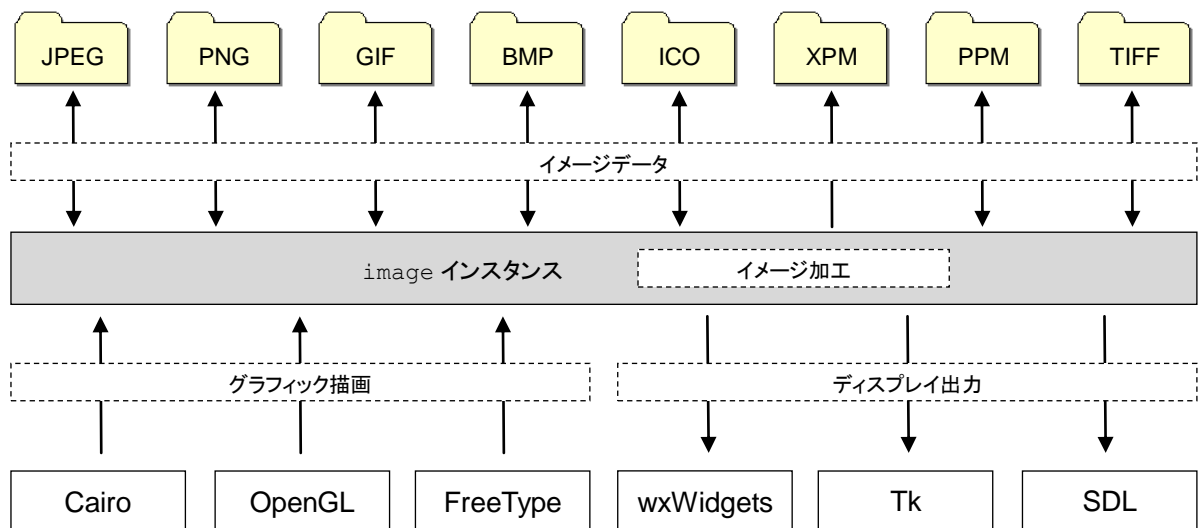 JPEG
PNG
GIF
BMP
ICO
XPM
PPM
TIFF
イメージデータ
image インスタンス
イメージ加工
グラフィック描画
ディスプレイ出力
Cairo
OpenGL
FreeType
wxWidgets
Tk
SDL